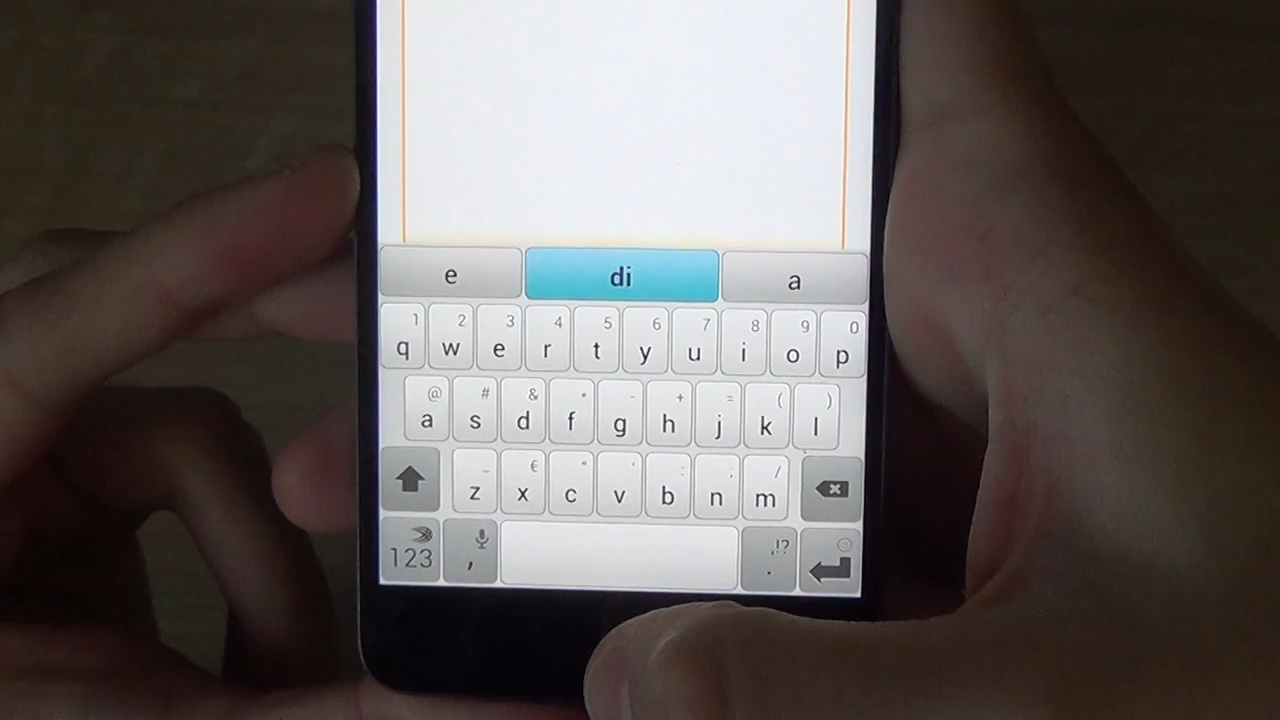 e di a
1 2 3 4 5 6 7 8 9 0
q w e r t y u i o p
@ # & * - + = ( )
a s d f g h j k l
_ € " ' : ; /
z x c v b n m
,!?
123 , .